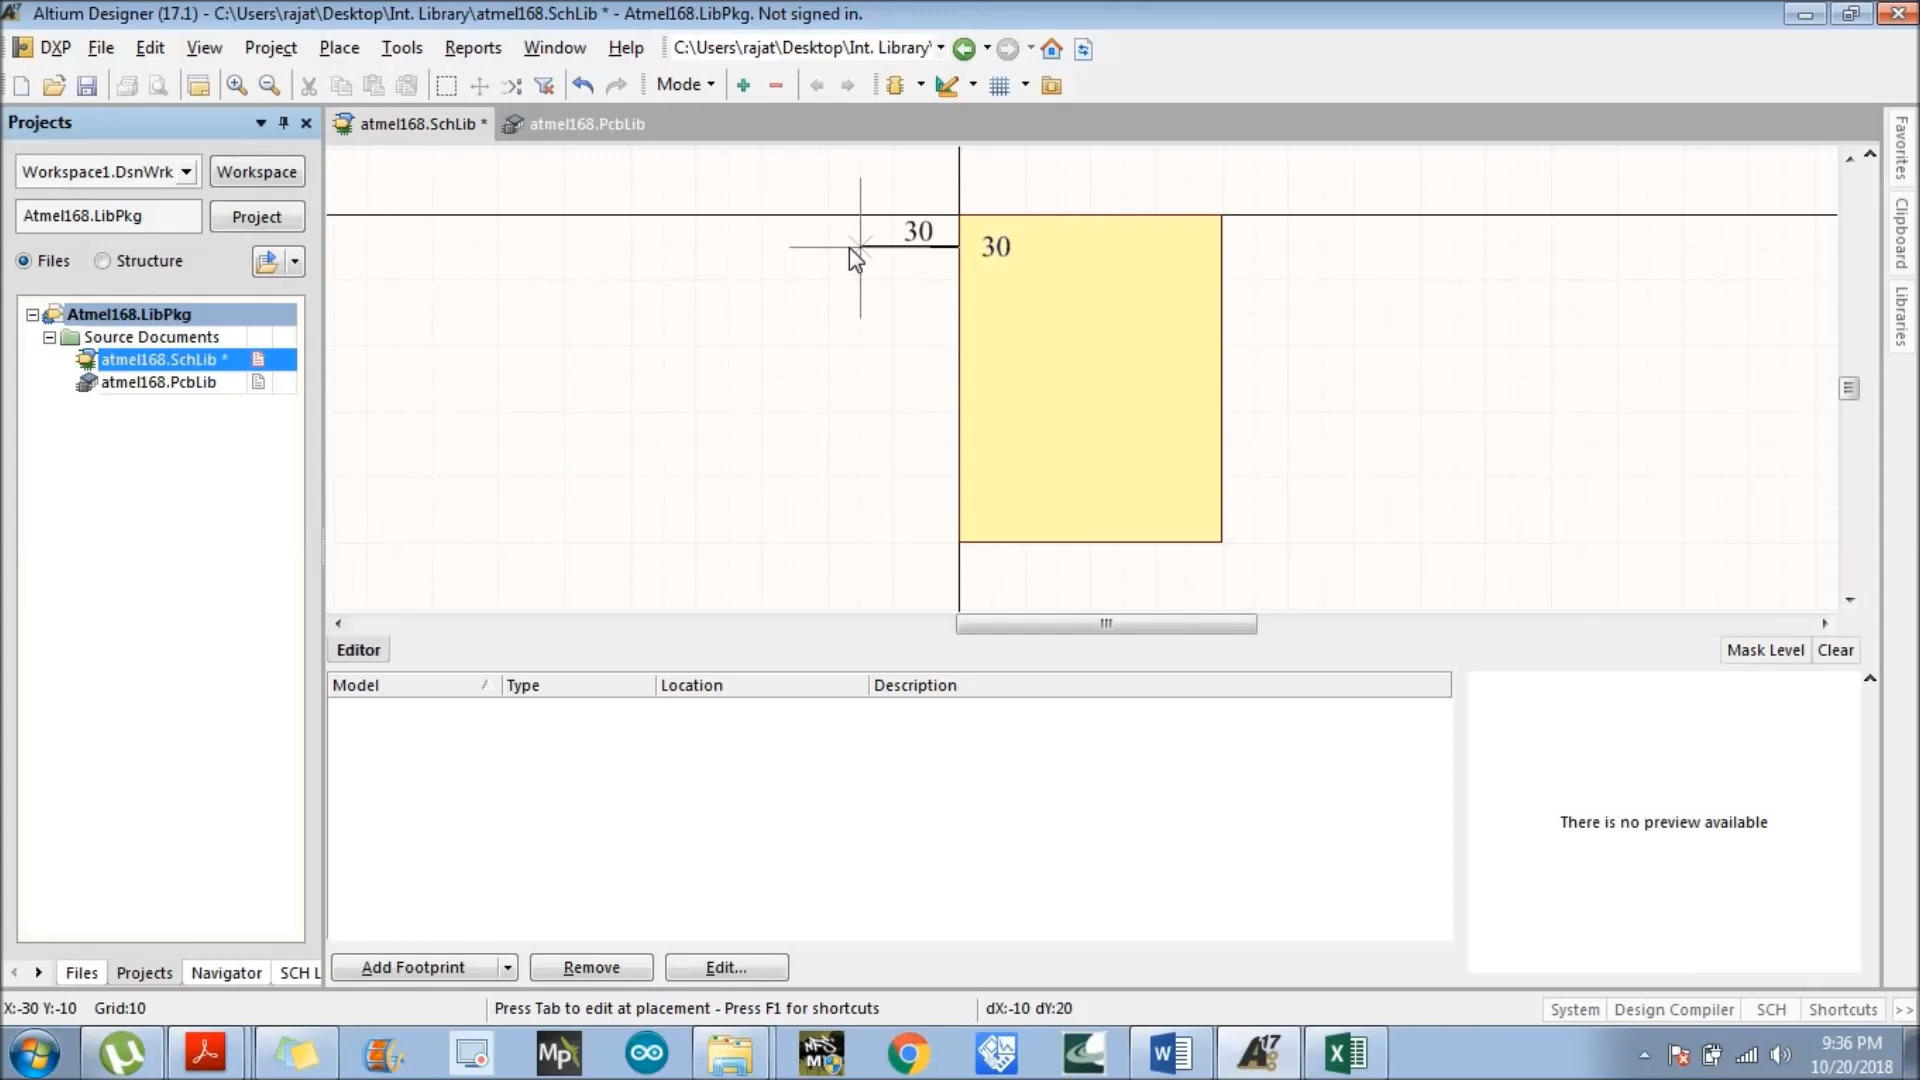 Altium Designer (17.1) - C:\Users\rajat\Desktop\Int. Library\atmel168.SchLib * - Atmel168.LibPkg. Not signed in.
DXP File Edit View Project Place Tools Reports Window Help C:\Users\rajat\Desktop\Int. Library\
Mode
Projects
atmel168.SchLib * atmel168.PcbLib
Workspace1.DsnWrk Workspace
Atmel168.LibPkg Project
Files Structure
Atmel168.LibPkg
Source Documents
atmel168.SchLib *
atmel168.PcbLib
30
30
Favorites
Clipboard
Libraries
Editor Mask Level Clear
Model Type Location Description
There is no preview available
Add Footprint Remove Edit...
Files Projects Navigator SCH L
X:-30 Y:-10 Grid:10 Press Tab to edit at placement - Press F1 for shortcuts dX:-10 dY:20 System Design Compiler SCH Shortcuts >>
9:36 PM
10/20/2018